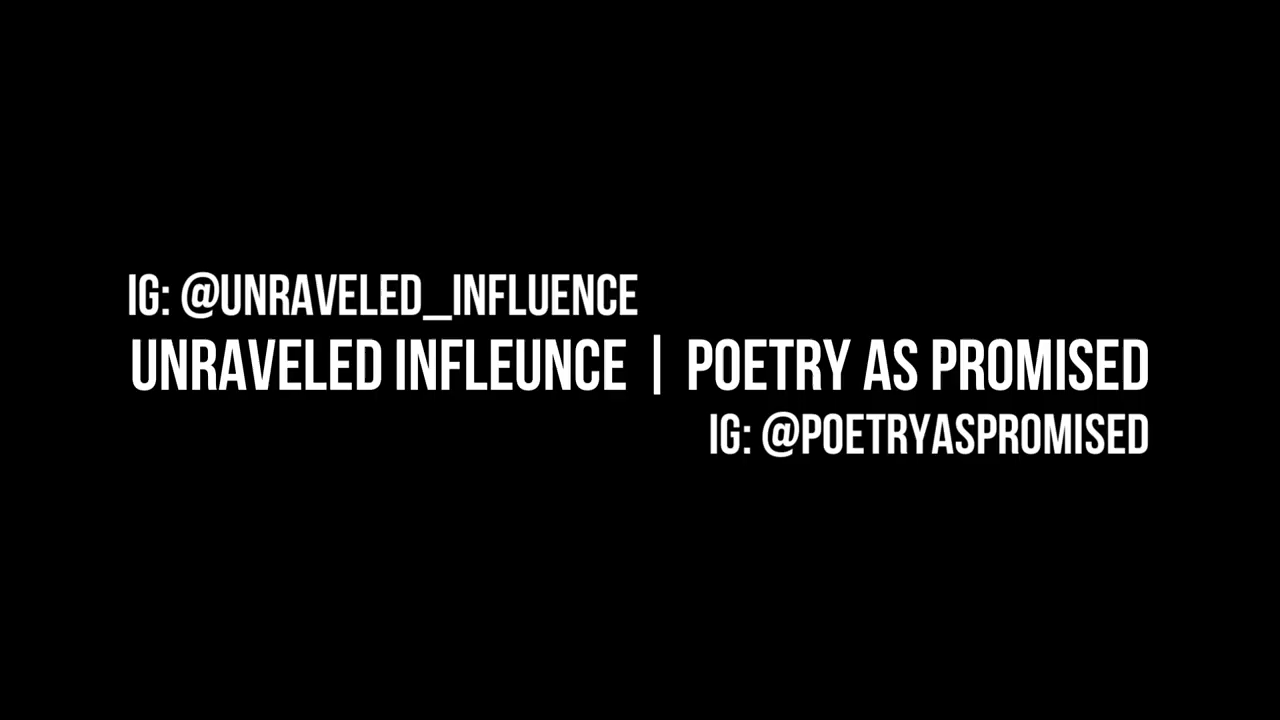 IG: @UNRAVELED_INFLUENCE
UNRAVELED INFLEUNCE | POETRY AS PROMISED
IG: @POETRYASPROMISED